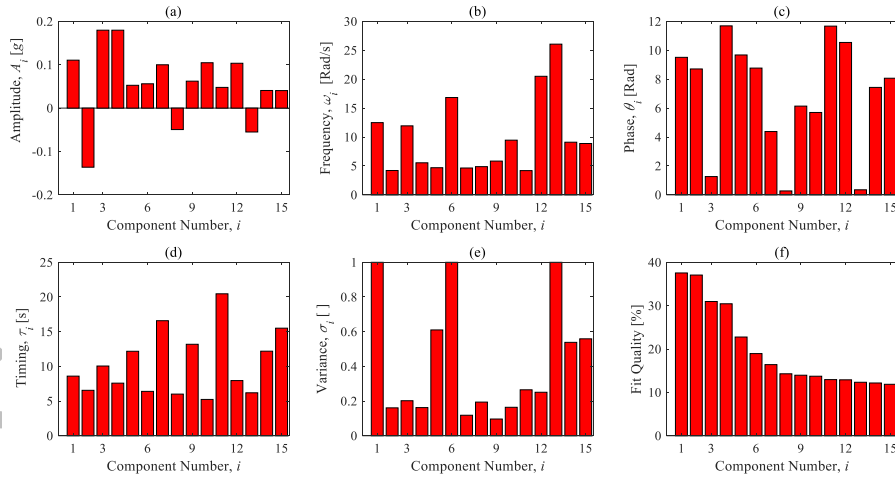 (a)
0.2
0.1
0
-0.1
-0.2
Amplitude, A_i [g]
1 3 6 9 12 15
Component Number, i
(b)
30
25
20
15
10
5
0
Frequency, ω_i [Rad/s]
1 3 6 9 12 15
Component Number, i
(c)
12
10
8
6
4
2
0
Phase, θ_i [Rad]
1 3 6 9 12 15
Component Number, i
(d)
25
20
15
10
5
0
Timing, τ_i [s]
1 3 6 9 12 15
Component Number, i
(e)
1
0.8
0.6
0.4
0.2
0
Variance, σ_i [ ]
1 3 6 9 12 15
Component Number, i
(f)
40
30
20
10
0
Fit Quality [%]
1 3 6 9 12 15
Component Number, i